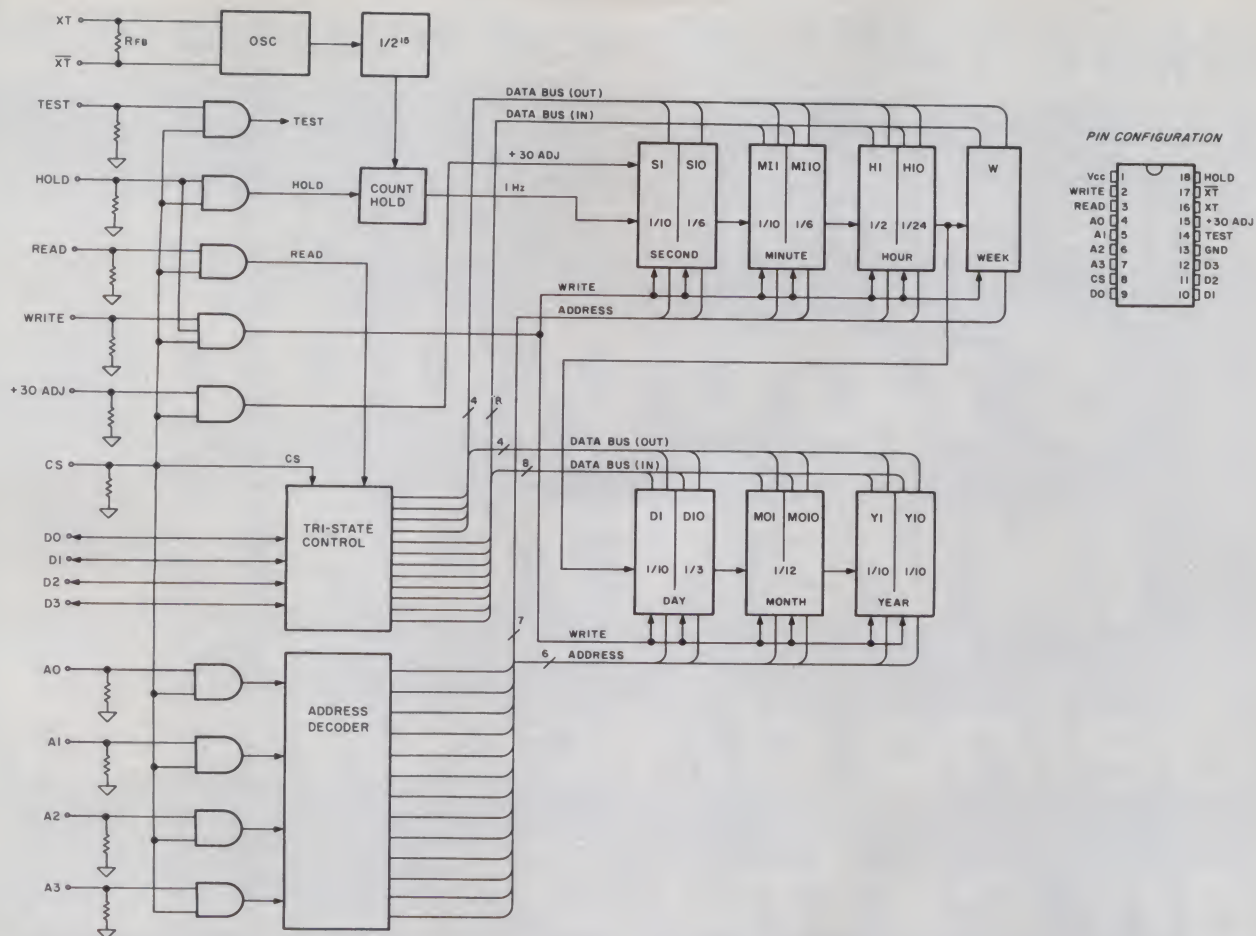 XT
RFB
OSC
1/2¹⁵
XT
TEST
TEST
HOLD
HOLD
COUNT
HOLD
1 Hz
READ
READ
WRITE
+30 ADJ
+30 ADJ
CS
CS
TRI-STATE
CONTROL
D0
D1
D2
D3
A0
A1
A2
A3
ADDRESS
DECODER
DATA BUS (OUT)
DATA BUS (IN)
S1 S10
1/10 1/6
SECOND
MI1 MI10
1/10 1/6
MINUTE
H1 H10
1/2 1/24
HOUR
W
WEEK
WRITE
ADDRESS
4 8
4 DATA BUS (OUT)
8 DATA BUS (IN)
D1 D10
1/10 1/3
DAY
MO1 MO10
1/12
MONTH
Y1 Y10
1/10 1/10
YEAR
WRITE
7
6 ADDRESS
PIN CONFIGURATION
Vcc 1 18 HOLD
WRITE 2 17 XT
READ 3 16 XT
A0 4 15 +30 ADJ
A1 5 14 TEST
A2 6 13 GND
A3 7 12 D3
CS 8 11 D2
D0 9 10 D1